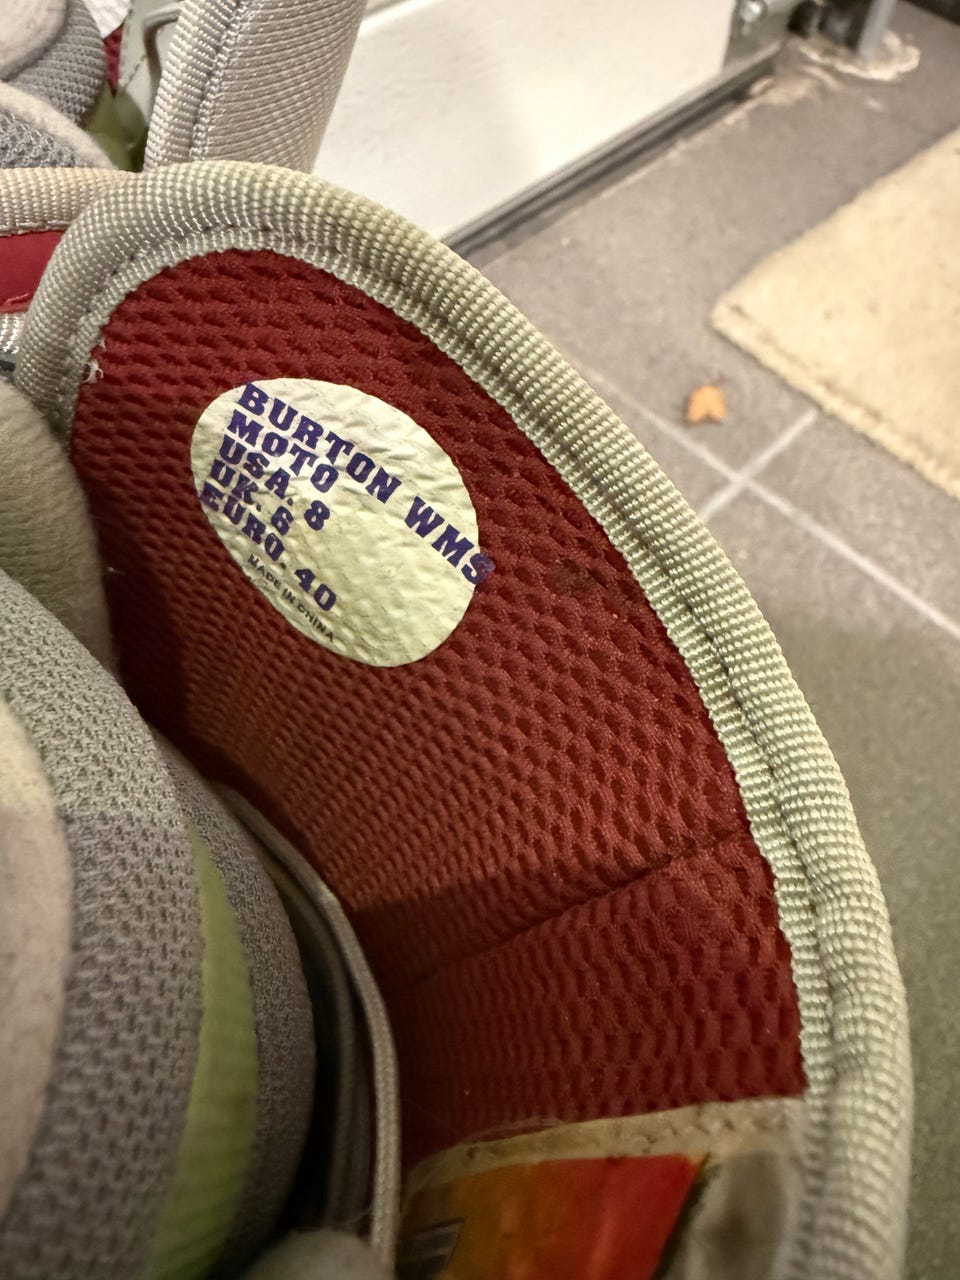 BURTON WMS
MOTO
USA. 8
UK. 6
EURO. 40
MADE IN CHINA